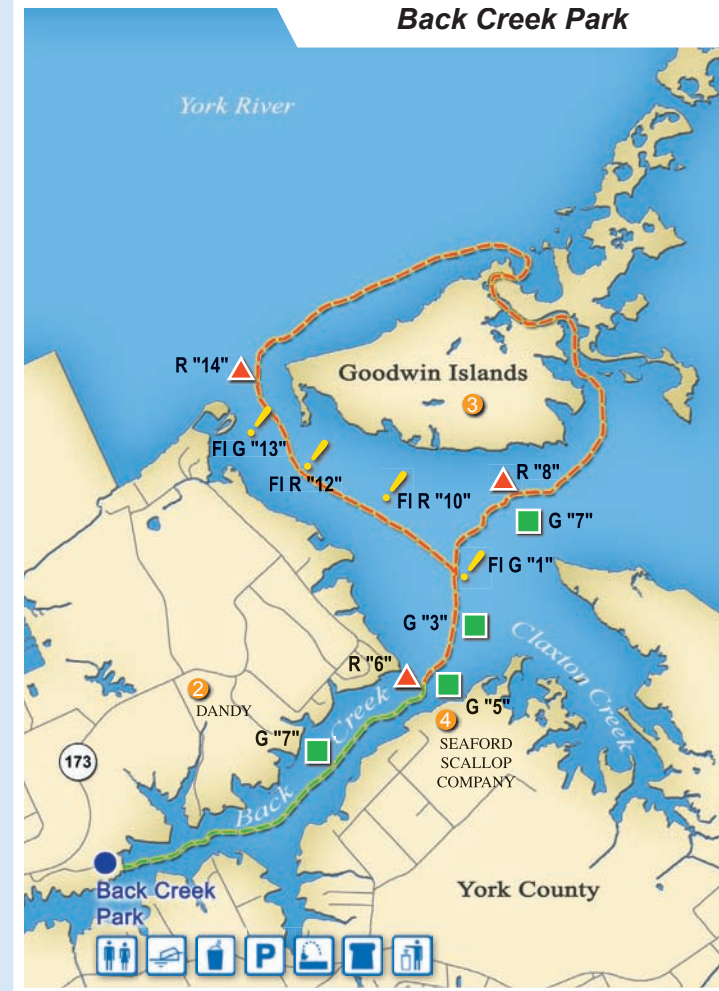 Back Creek Park
York River
R "14"
Goodwin Islands
3
Fl G "13"
Fl R "12"
R "8"
Fl R "10"
G "7"
Fl G "1"
G "3"
Claxton Creek
R "6"
2
DANDY
G "5"
4
SEAFORD
SCALLOP
COMPANY
G "7"
Back Creek
173
Back Creek
Park
York County
P